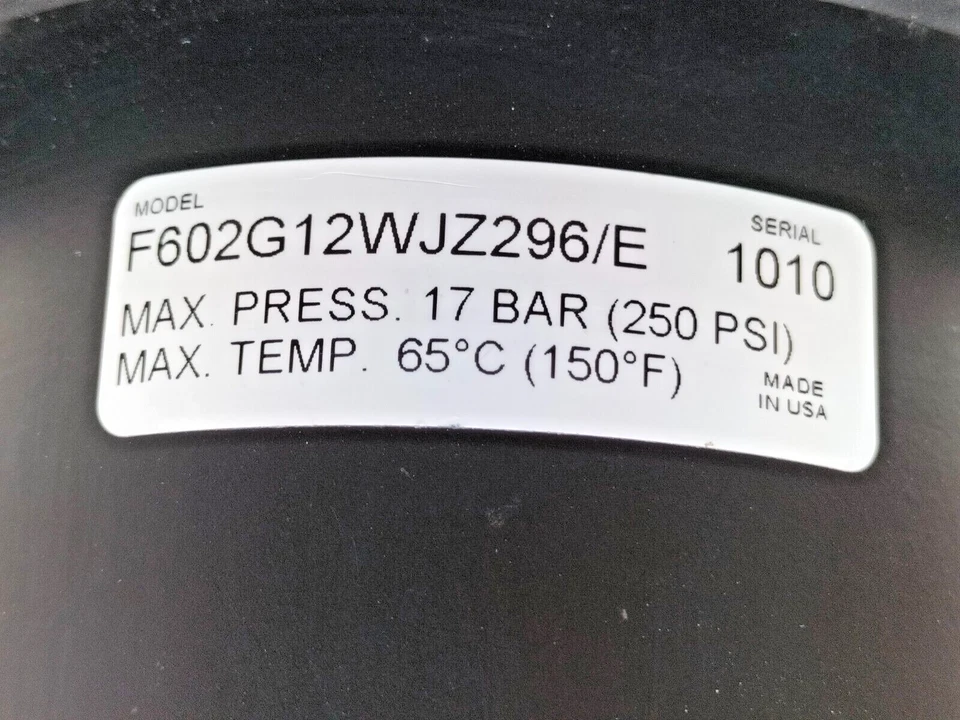 MODEL
F602G12WJZ296/E
SERIAL
1010
MAX. PRESS. 17 BAR (250 PSI)
MAX. TEMP. 65°C (150°F)
MADE
IN USA